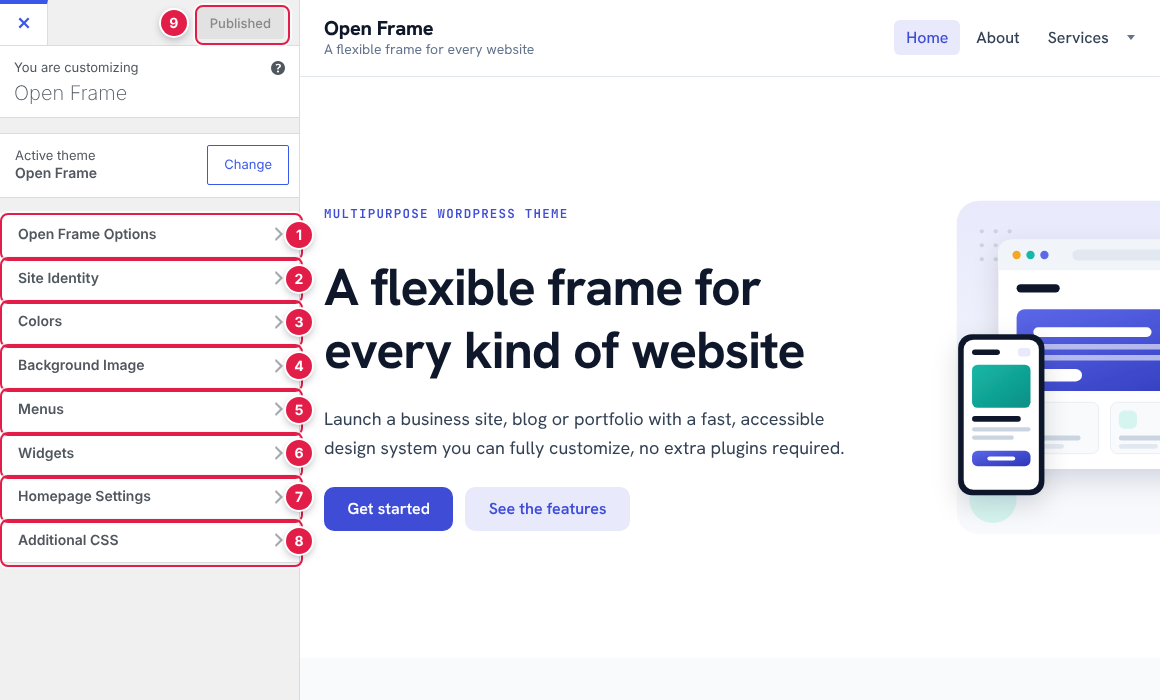 ✕
9
Published
You are customizing
?
Open Frame
Active theme
Open Frame
Change
Open Frame Options
1
Site Identity
2
Colors
3
Background Image
4
Menus
5
Widgets
6
Homepage Settings
7
Additional CSS
8
Open Frame
A flexible frame for every website
Home About Services
MULTIPURPOSE WORDPRESS THEME
A flexible frame for
every kind of website
Launch a business site, blog or portfolio with a fast, accessible
design system you can fully customize, no extra plugins required.
Get started See the features